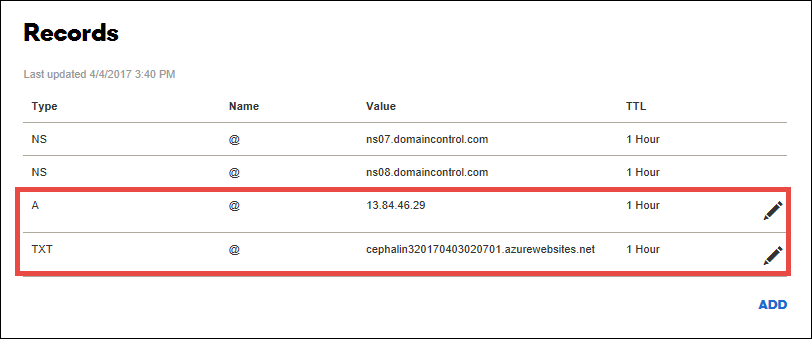 Records
Last updated 4/4/2017 3:40 PM
Type Name Value TTL
NS @ ns07.domaincontrol.com 1 Hour
NS @ ns08.domaincontrol.com 1 Hour
A @ 13.84.46.29 1 Hour
TXT @ cephalin320170403020701.azurewebsites.net 1 Hour
ADD